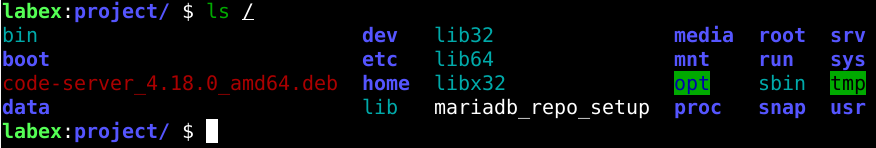 labex:project/ $ ls /
bin                                 dev   lib32               media  root  srv
boot                                etc   lib64               mnt    run   sys
code-server_4.18.0_amd64.deb        home  libx32              opt    sbin  tmp
data                                lib   mariadb_repo_setup  proc   snap  usr
labex:project/ $